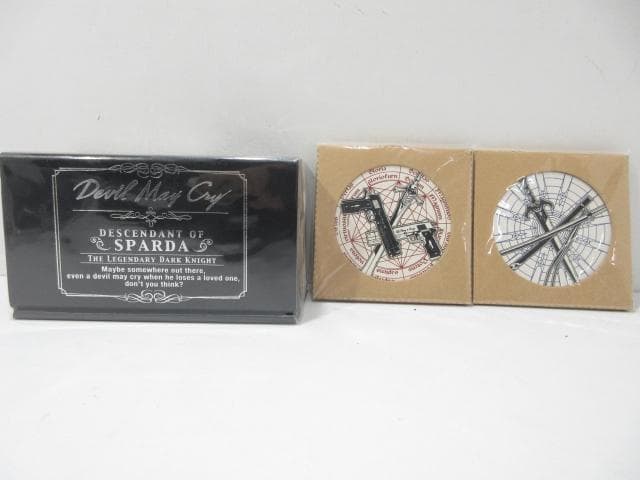 Devil May Cry
DESCENDANT OF
SPARDA
THE LEGENDARY DARK KNIGHT
Maybe somewhere out there,
even a devil may cry when he loses a loved one,
don't you think?